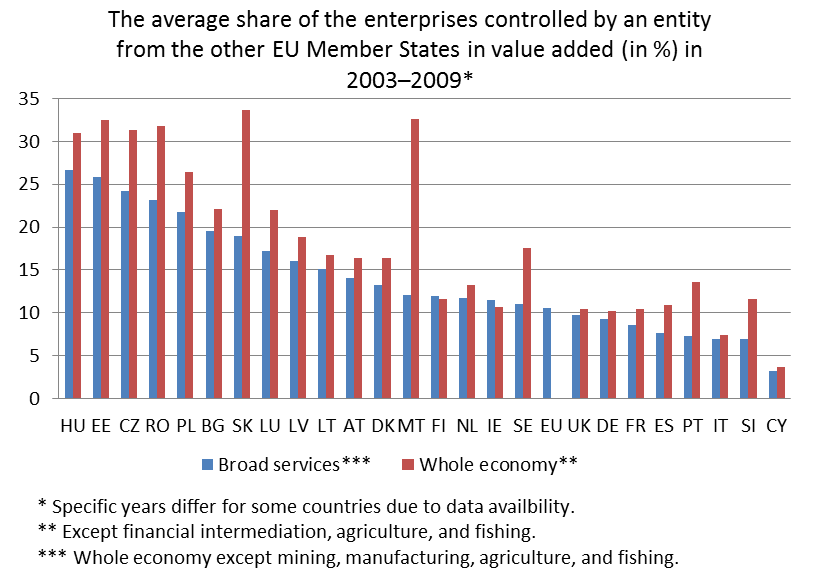 The average share of the enterprises controlled by an entity
from the other EU Member States in value added (in %) in
2003–2009*
35
30
25
20
15
10
5
0
HU EE CZ RO PL BG SK LU LV LT AT DK MT FI NL IE SE EU UK DE FR ES PT IT SI CY
Broad services*** Whole economy**
* Specific years differ for some countries due to data availbility.
** Except financial intermediation, agriculture, and fishing.
*** Whole economy except mining, manufacturing, agriculture, and fishing.